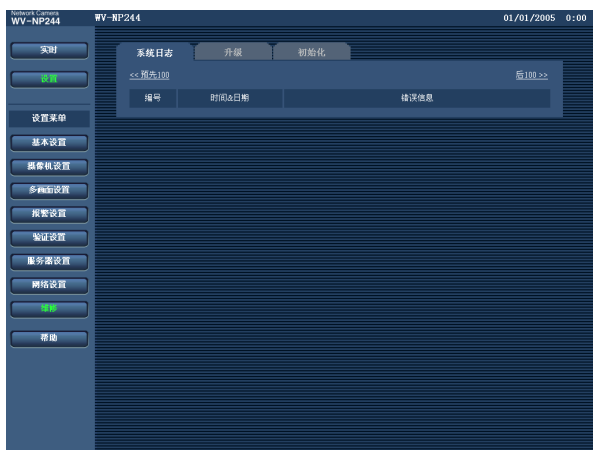 Network Camera
WV-NP244
WV-NP244 01/01/2005 0:00
实时
设置
设置菜单
基本设置
摄像机设置
多画面设置
报警设置
验证设置
服务器设置
网络设置
维修
帮助
系统日志 升级 初始化
<< 预先100 后100 >>
编号 时间&日期 错误信息